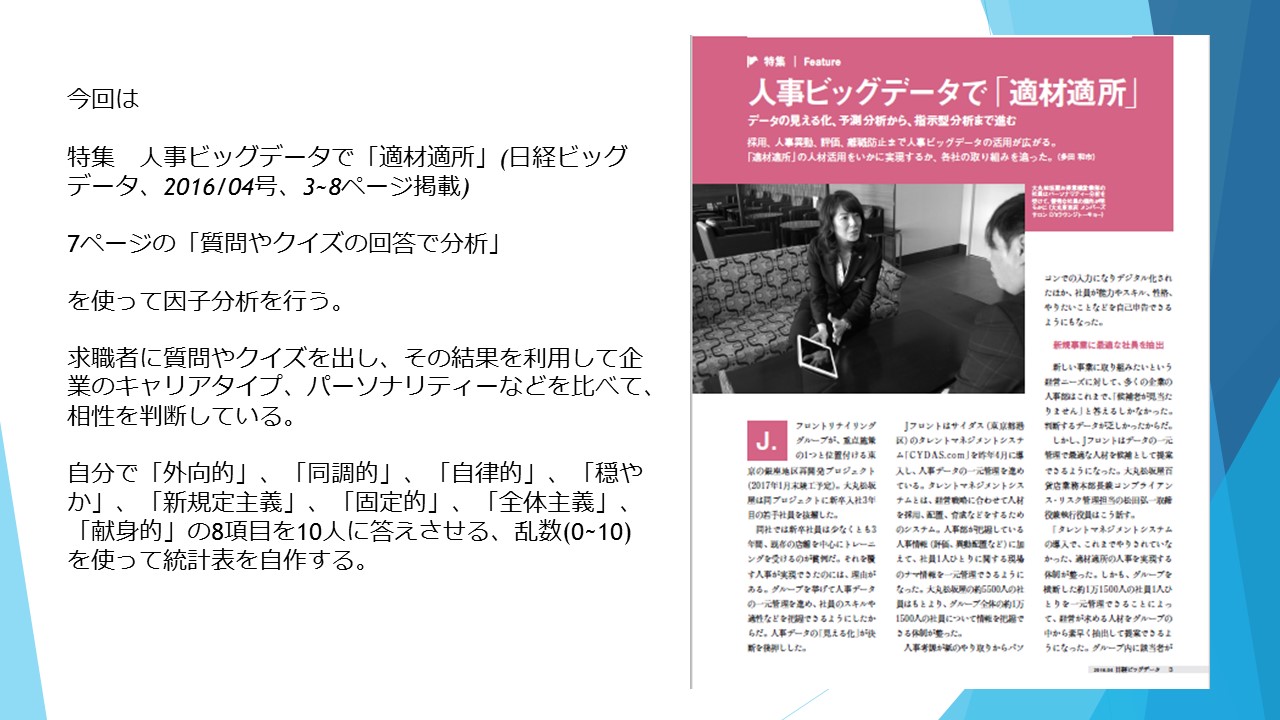 今回は
特集　人事ビッグデータで「適材適所」(日経ビッグ
データ、2016/04号、3~8ページ掲載)
7ページの「質問やクイズの回答で分析」
を使って因子分析を行う。
求職者に質問やクイズを出し、その結果を利用して企
業のキャリアタイプ、パーソナリティーなどを比べて、
相性を判断している。
自分で「外向的」、「同調的」、「自律的」、「穏や
か」、「新規定主義」、「固定的」、「全体主義」、
「献身的」の8項目を10人に答えさせる、乱数(0~10)
を使って統計表を自作する。
特集 | Feature
人事ビッグデータで「適材適所」
データの見える化、予測分析から、指示型分析まで進む
採用、人事異動、評価、離職防止まで人事ビッグデータの活用が広がる。
「適材適所」の人材活用をいかに実現するか、各社の取り組みを追った。
J.
フロントリテイリング
グループが、重点施策
の1つと位置付ける東
京の銀座地区再開発プロジェクト
(2017年1月末竣工予定)。大丸松坂
屋は同プロジェクトに新卒入社3年
目の若手社員を抜擢した。
同社では新卒社員は少なくとも3
年間、既存の店舗を中心にトレーニ
ングを受けるのが慣例だ。それを覆
す人事が実現できたのには、理由が
ある。グループを挙げて人事データ
の一元管理を進め、社員のスキルや
適性などを把握できるようにしたか
らだ。人事データの「見える化」が決
断を後押しした。
Jフロントはサイダス(東京都港
区)のタレントマネジメントシステ
ム「CYDAS.com」を昨年4月に導
入し、人事データの一元管理を進め
ている。タレントマネジメントシス
テムとは、経営戦略に合わせて人材
を採用、配置、育成などをするため
のシステム。人事部が把握している
人事情報(評価、異動配置など)に加
えて、社員1人ひとりに関する現場
のナマ情報を一元管理できるように
なった。大丸松坂屋の約5500人の社
員はもとより、グループ全体の約1万
1500人の社員について情報を把握で
きる体制が整った。
人事考課が紙のやり取りからパソ
コンでの入力になりデジタル化され
たほか、社員が能力やスキル、性格、
やりたいことなどを自己申告できる
ようにもなった。
新規事業に最適な社員を抽出
新しい事業に取り組みたいという
経営ニーズに対して、多くの企業の
人事部はこれまで、「候補者が見当た
りません」と答えるしかなかった。
判断するデータが乏しかったからだ。
しかし、Jフロントはデータの一元
管理で最適な人材を候補として提案
できるようになった。大丸松坂屋百
貨店業務本部長兼コンプライアン
ス・リスク管理担当の松田弘一取締
役兼執行役員はこう話す。
「タレントマネジメントシステム
の導入で、これまでやりきれていな
かった、適材適所の人事を実現する
体制が整った。しかも、グループを
横断した約1万1500人の社員1人ひ
とりを一元管理できることによっ
て、経営が求める人材をグループの
中から素早く抽出して提案できるよ
うになった。グループ内に該当者が
2016.04 日経ビッグデータ 3